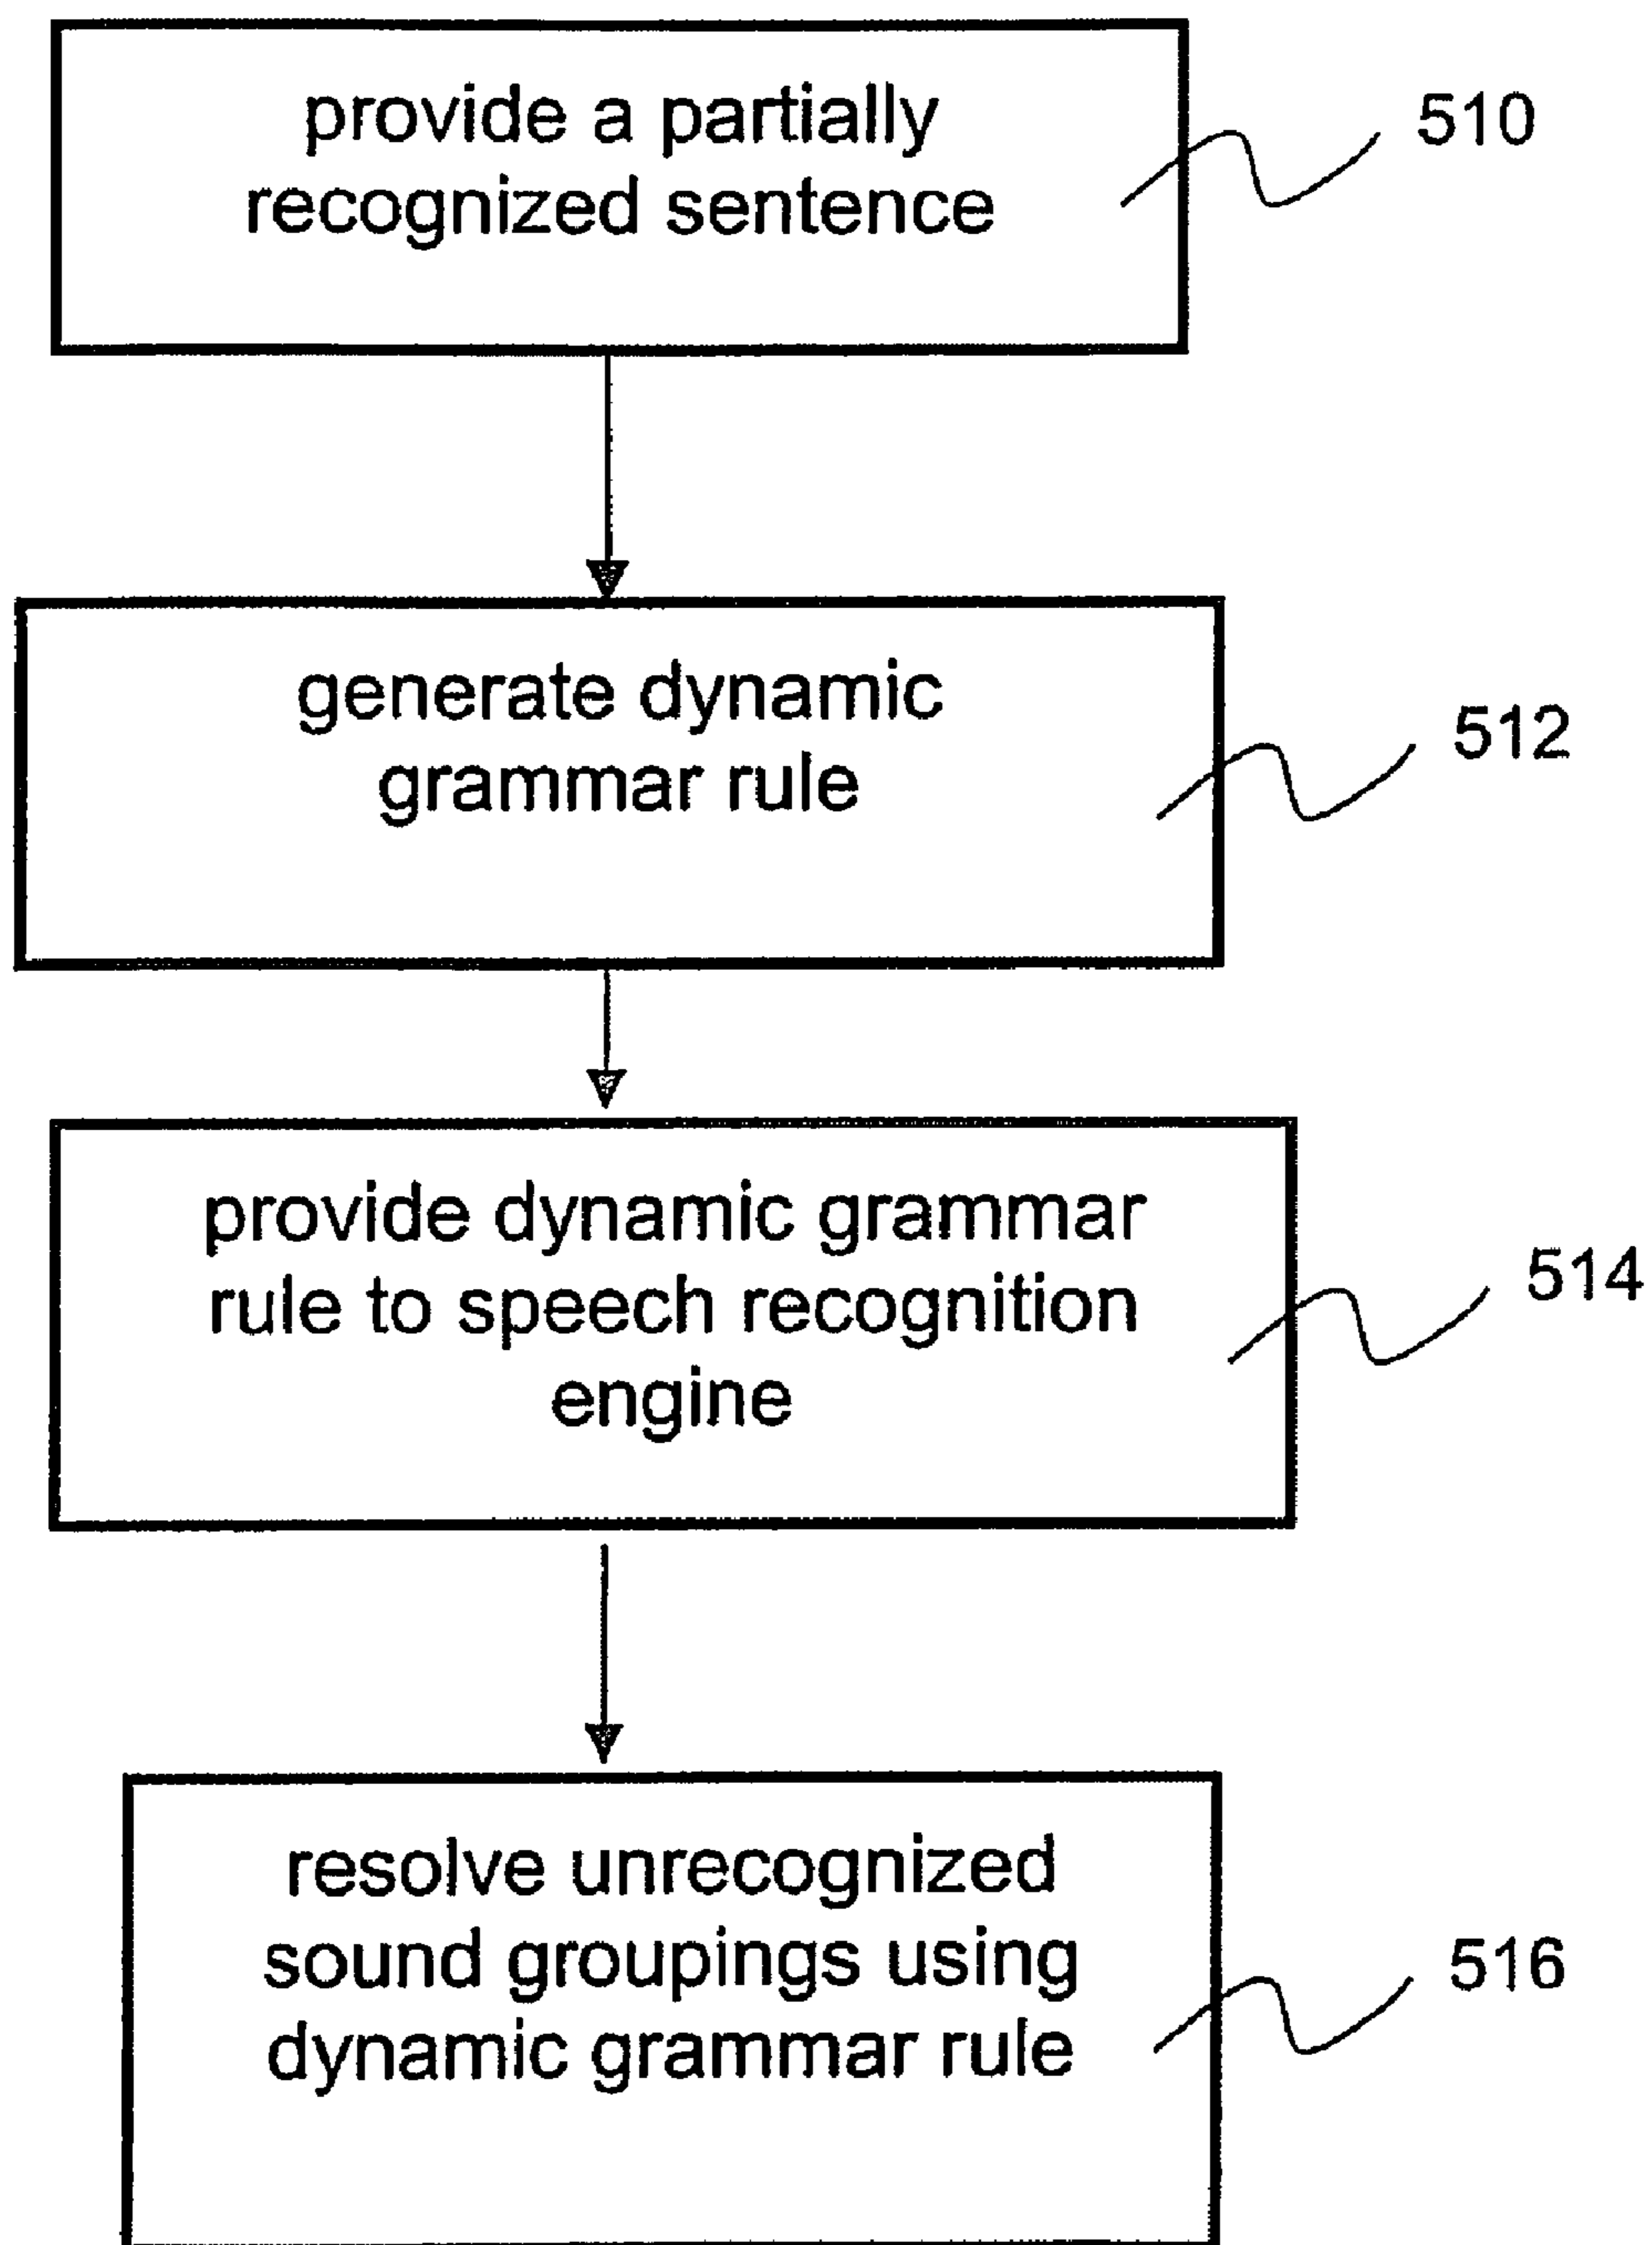 provide a partially
recognized sentence
510
generate dynamic
grammar rule
512
provide dynamic grammar
rule to speech recognition
engine
514
resolve unrecognized
sound groupings using
dynamic grammar rule
516